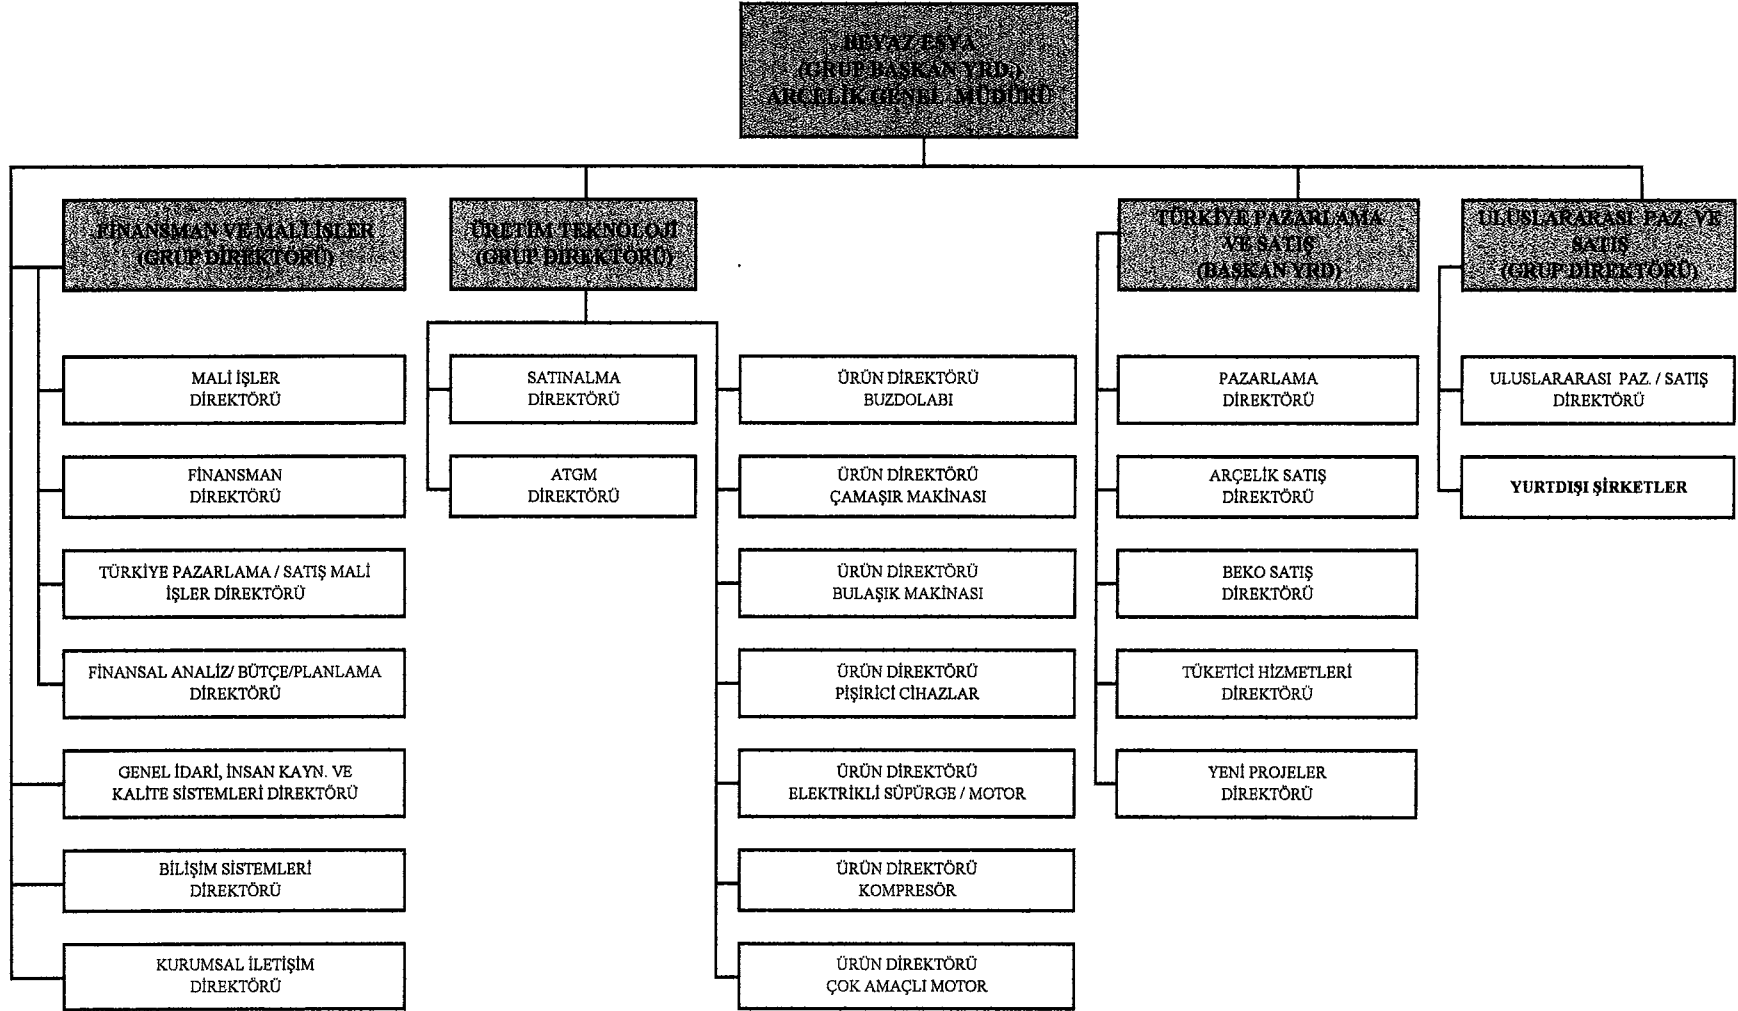 BEYAZ EŞYA
(GRUP BAŞKAN YRD.)
ARÇELİK GENEL MÜDÜRÜ
FİNANSMAN VE MALİ İŞLER
(GRUP DİREKTÖRÜ)
MALİ İŞLER
DİREKTÖRÜ
FİNANSMAN
DİREKTÖRÜ
TÜRKİYE PAZARLAMA / SATIŞ MALİ
İŞLER DİREKTÖRÜ
FİNANSAL ANALİZ/ BÜTÇE/PLANLAMA
DİREKTÖRÜ
GENEL İDARİ, İNSAN KAYN. VE
KALİTE SİSTEMLERİ DİREKTÖRÜ
BİLİŞİM SİSTEMLERİ
DİREKTÖRÜ
KURUMSAL İLETİŞİM
DİREKTÖRÜ
ÜRETİM TEKNOLOJİ
(GRUP DİREKTÖRÜ)
SATINALMA
DİREKTÖRÜ
ATGM
DİREKTÖRÜ
ÜRÜN DİREKTÖRÜ
BUZDOLABI
ÜRÜN DİREKTÖRÜ
ÇAMAŞIR MAKİNASI
ÜRÜN DİREKTÖRÜ
BULAŞIK MAKİNASI
ÜRÜN DİREKTÖRÜ
PİŞİRİCİ CİHAZLAR
ÜRÜN DİREKTÖRÜ
ELEKTRİKLİ SÜPÜRGE / MOTOR
ÜRÜN DİREKTÖRÜ
KOMPRESÖR
ÜRÜN DİREKTÖRÜ
ÇOK AMAÇLI MOTOR
TÜRKİYE PAZARLAMA
VE SATIŞ
(BAŞKAN YRD)
PAZARLAMA
DİREKTÖRÜ
ARÇELİK SATIŞ
DİREKTÖRÜ
BEKO SATIŞ
DİREKTÖRÜ
TÜKETİCİ HİZMETLERİ
DİREKTÖRÜ
YENİ PROJELER
DİREKTÖRÜ
ULUSLARARASI PAZ. VE
SATIŞ
(GRUP DİREKTÖRÜ)
ULUSLARARASI PAZ. / SATIŞ
DİREKTÖRÜ
YURTDIŞI ŞİRKETLER